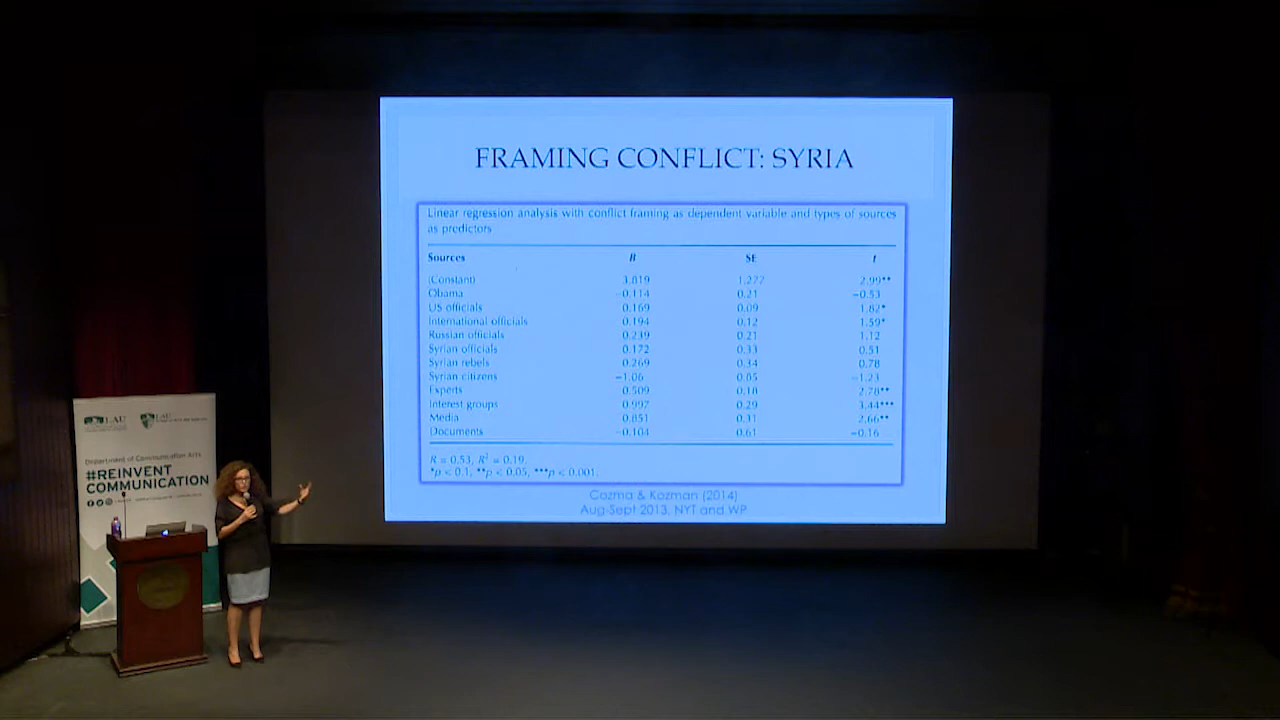 FRAMING CONFLICT: SYRIA
Linear regression analysis with conflict framing as dependent variable and types of sources
as predictors
Sources B SE t
(Constant) 3.819 1.277 2.99**
Obama −0.114 0.21 −0.53
US officials 0.169 0.09 1.82*
International officials 0.194 0.12 1.59*
Russian officials 0.239 0.21 1.12
Syrian officials 0.172 0.33 0.51
Syrian rebels 0.269 0.34 0.78
Syrian citizens −1.06 0.85 −1.23
Experts 0.509 0.18 2.78**
Interest groups 0.997 0.29 3.44***
Media 0.851 0.31 2.66**
Documents −0.104 0.61 −0.16
R = 0.53, R² = 0.19.
*p < 0.1, **p < 0.05, ***p < 0.001.
Cozma & Kozman (2014)
Aug-Sept 2013, NYT and WP
LAU LAU
Department of Communication Arts
#REINVENT
COMMUNICATION